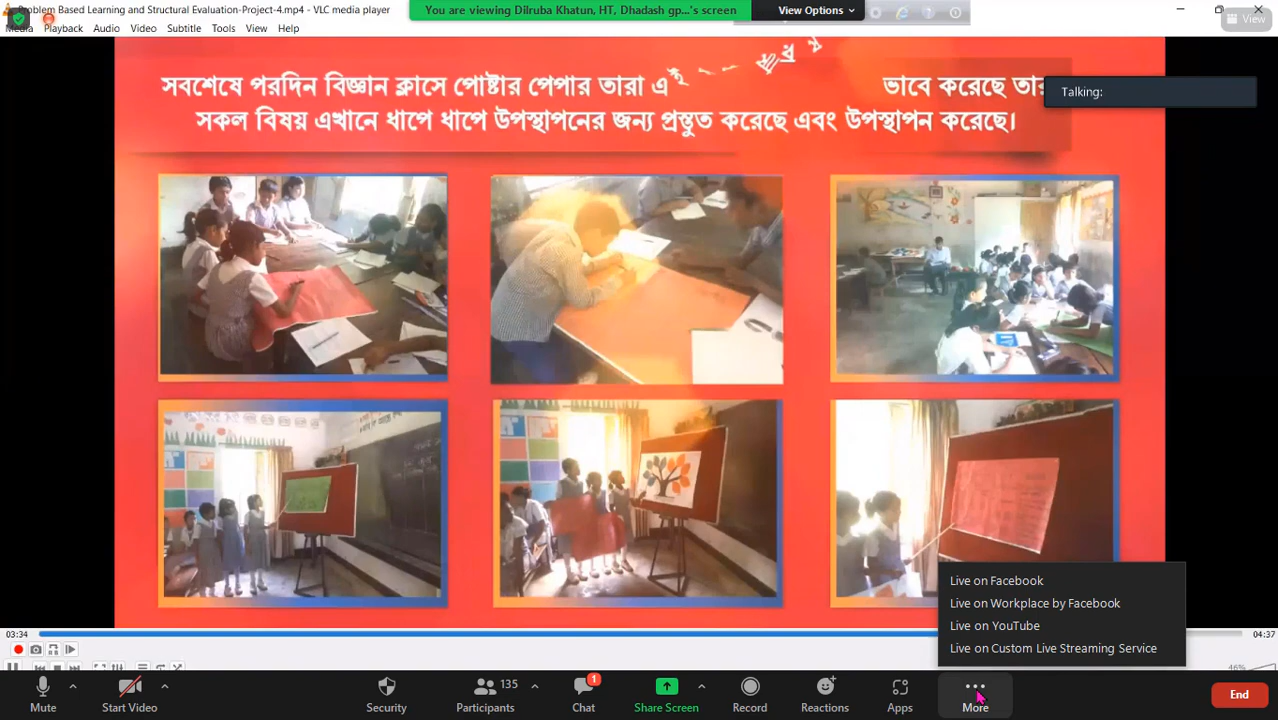 Problem Based Learning and Structural Evaluation-Project-4.mp4 - VLC media player
You are viewing Dilruba Khatun, HT, Dhadash gp...'s screen
View Options
View
Media Playback Audio Video Subtitle Tools View Help
সবশেষে পরদিন বিজ্ঞান ক্লাসে পোষ্টার পেপার তারা এ ভাবে করেছে তার
Talking:
সকল বিষয় এখানে ধাপে ধাপে উপস্থাপনের জন্য প্রস্তুত করেছে এবং উপস্থাপন করেছে।
Live on Facebook
Live on Workplace by Facebook
Live on YouTube
Live on Custom Live Streaming Service
03:34
04:37
46%
Mute
Start Video
Security
Participants 135
Chat 1
Share Screen
Record
Reactions
Apps
More
End